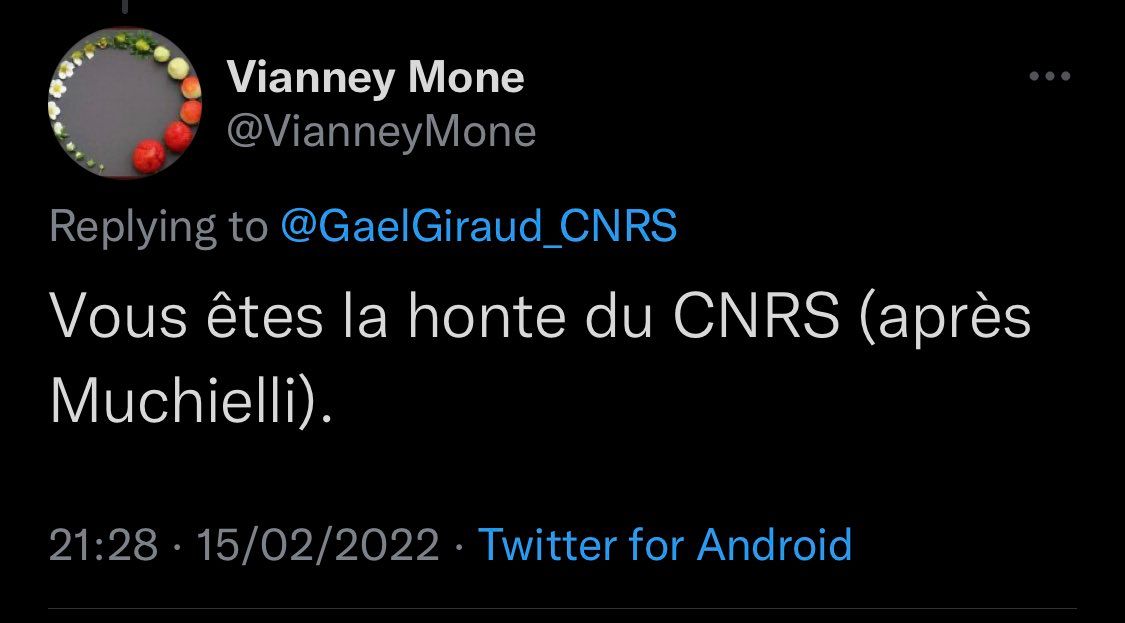 Vianney Mone
@VianneyMone
Replying to @GaelGiraud_CNRS
Vous êtes la honte du CNRS (après
Muchielli).
21:28 · 15/02/2022 · Twitter for Android